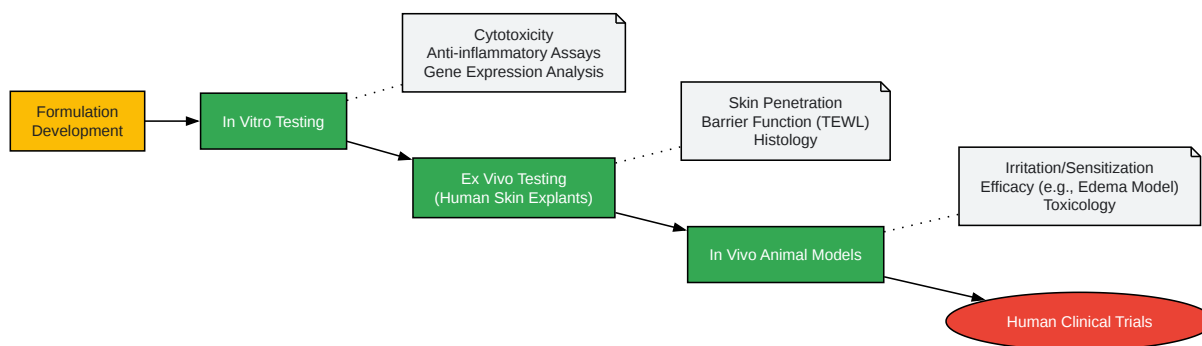 Formulation
Development
In Vitro Testing
Cytotoxicity
Anti-inflammatory Assays
Gene Expression Analysis
Ex Vivo Testing
(Human Skin Explants)
Skin Penetration
Barrier Function (TEWL)
Histology
In Vivo Animal Models
Irritation/Sensitization
Efficacy (e.g., Edema Model)
Toxicology
Human Clinical Trials